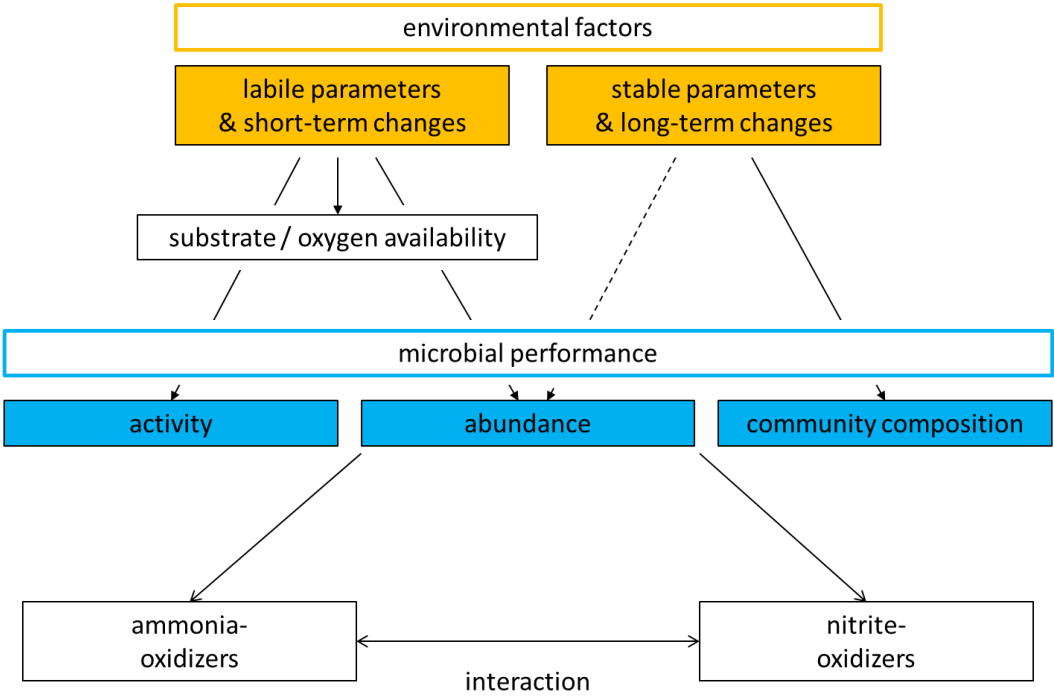 environmental factors
labile parameters
& short-term changes
stable parameters
& long-term changes
substrate / oxygen availability
microbial performance
activity
abundance
community composition
ammonia-
oxidizers
nitrite-
oxidizers
interaction